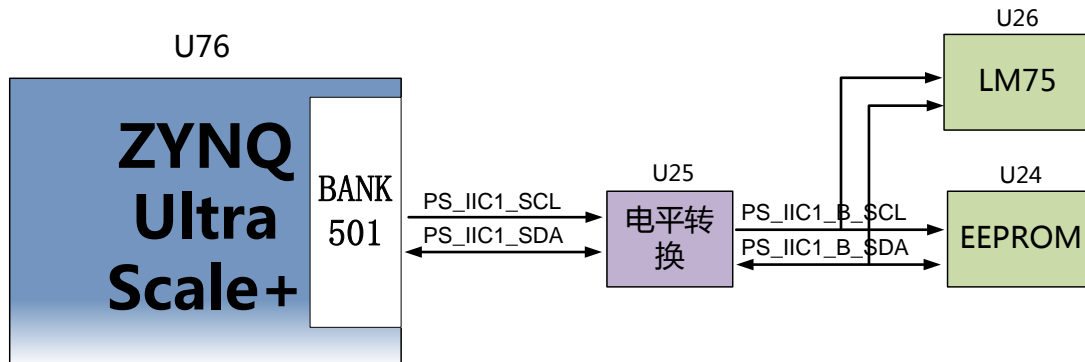 U76
ZYNQ
Ultra
Scale+
BANK
501
PS_IIC1_SCL
PS_IIC1_SDA
U25
电平转
换
PS_IIC1_B_SCL
PS_IIC1_B_SDA
U26
LM75
U24
EEPROM